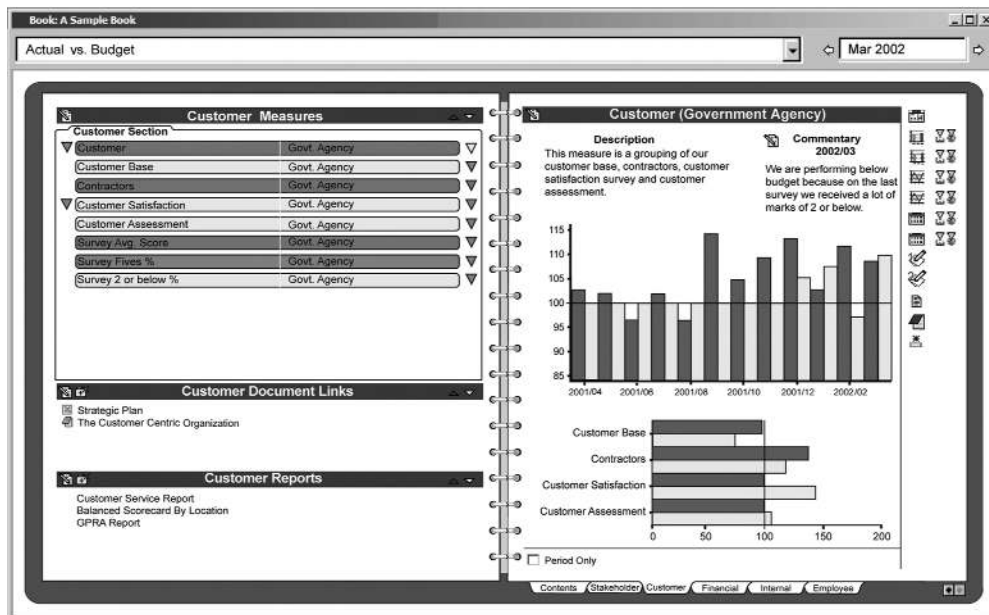 Book: A Sample Book
Actual vs. Budget
Mar 2002
Customer Measures
Customer Section
Customer Govt. Agency
Customer Base Govt. Agency
Contractors Govt. Agency
Customer Satisfaction Govt. Agency
Customer Assessment Govt. Agency
Survey Avg. Score Govt. Agency
Survey Fives % Govt. Agency
Survey 2 or below % Govt. Agency
Customer Document Links
Strategic Plan
The Customer Centric Organization
Customer Reports
Customer Service Report
Balanced Scorecard By Location
GPRA Report
Customer (Government Agency)
Description
This measure is a grouping of our
customer base, contractors, customer
satisfaction survey and customer
assessment.
Commentary
2002/03
We are performing below
budget because on the last
survey we received a lot of
marks of 2 or below.
115
110
105
100
95
90
85
2001/04 2001/06 2001/08 2001/10 2001/12 2002/02
Customer Base
Contractors
Customer Satisfaction
Customer Assessment
0 50 100 150 200
Period Only
Contents Stakeholder Customer Financial Internal Employee